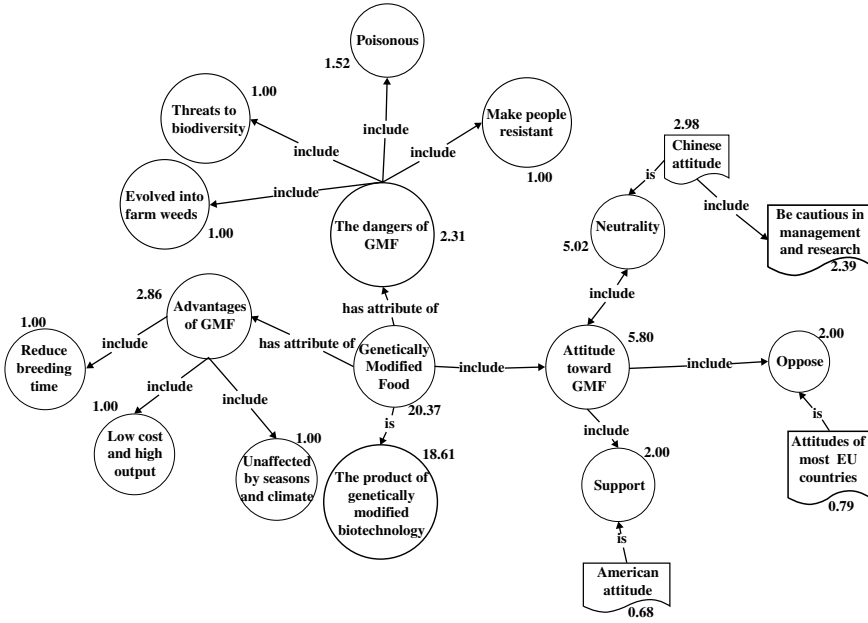 Poisonous
1.52
1.00
Threats to
biodiversity
include
Make people
resistant
1.00
include
include
include
Evolved into
farm weeds
1.00
The dangers of
GMF
2.31
2.98
Chinese
attitude
is
include
Neutrality
5.02
Be cautious in
management
and research
2.39
has attribute of
include
2.86
Advantages
of GMF
has attribute of
1.00
Reduce
breeding
time
include
Genetically
Modified
Food
20.37
include
5.80
Attitude
toward
GMF
include
2.00
Oppose
include
1.00
Low cost
and high
output
include
1.00
Unaffected
by seasons
and climate
is
18.61
The product of
genetically
modified
biotechnology
include
2.00
Support
is
Attitudes of
most EU
countries
0.79
is
American
attitude
0.68